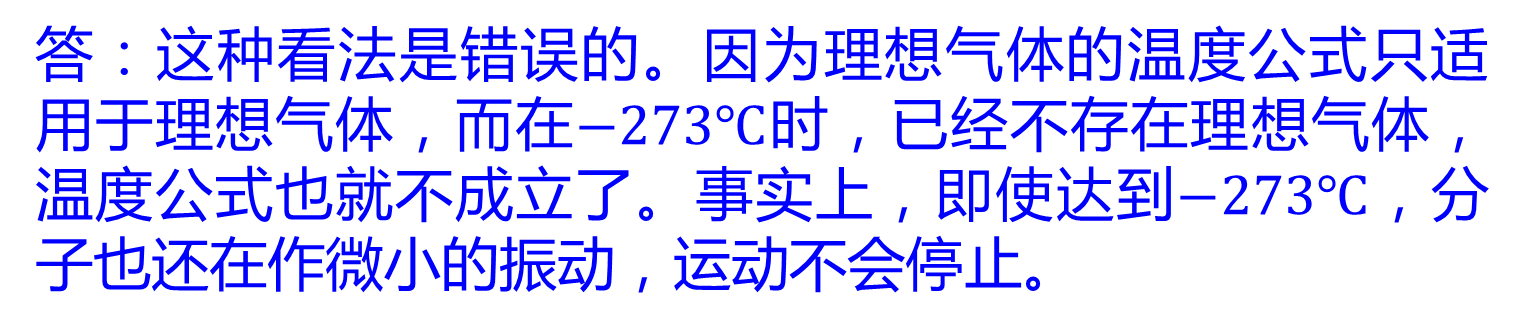 答：这种看法是错误的。因为理想气体的温度公式只适
用于理想气体，而在−273℃时，已经不存在理想气体，
温度公式也就不成立了。事实上，即使达到−273℃，分
子也还在作微小的振动，运动不会停止。